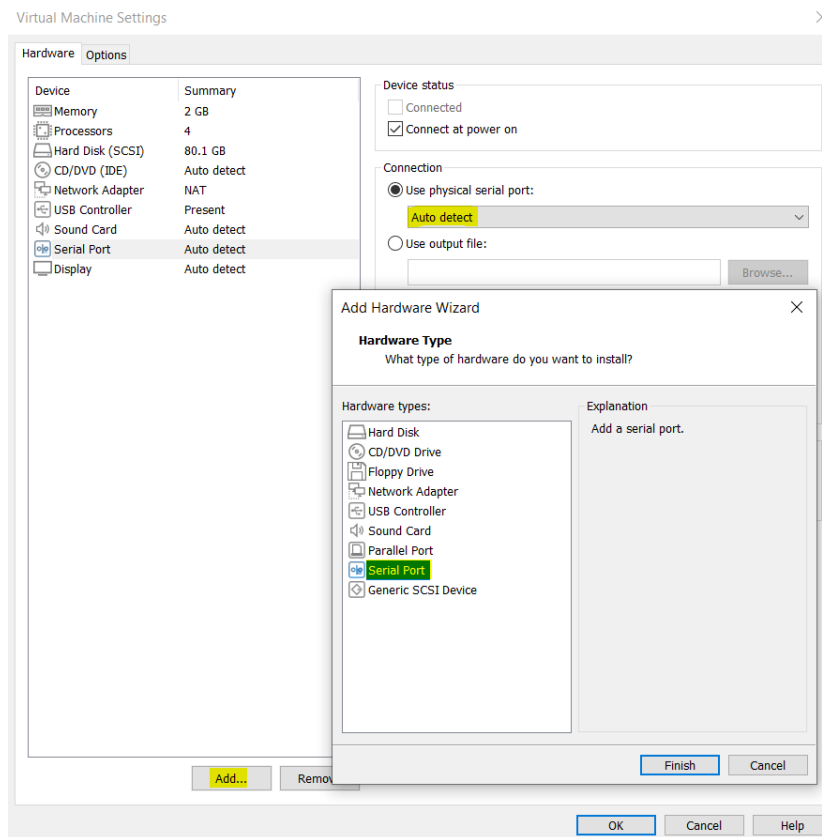 Virtual Machine Settings
Hardware Options
Device Summary
Memory 2 GB
Processors 4
Hard Disk (SCSI) 80.1 GB
CD/DVD (IDE) Auto detect
Network Adapter NAT
USB Controller Present
Sound Card Auto detect
Serial Port Auto detect
Display Auto detect
Device status
Connected
Connect at power on
Connection
Use physical serial port:
Auto detect
Use output file:
Browse...
Add Hardware Wizard
Hardware Type
What type of hardware do you want to install?
Hardware types:
Hard Disk
CD/DVD Drive
Floppy Drive
Network Adapter
USB Controller
Sound Card
Parallel Port
Serial Port
Generic SCSI Device
Explanation
Add a serial port.
Finish Cancel
Add... Remov
OK Cancel Help